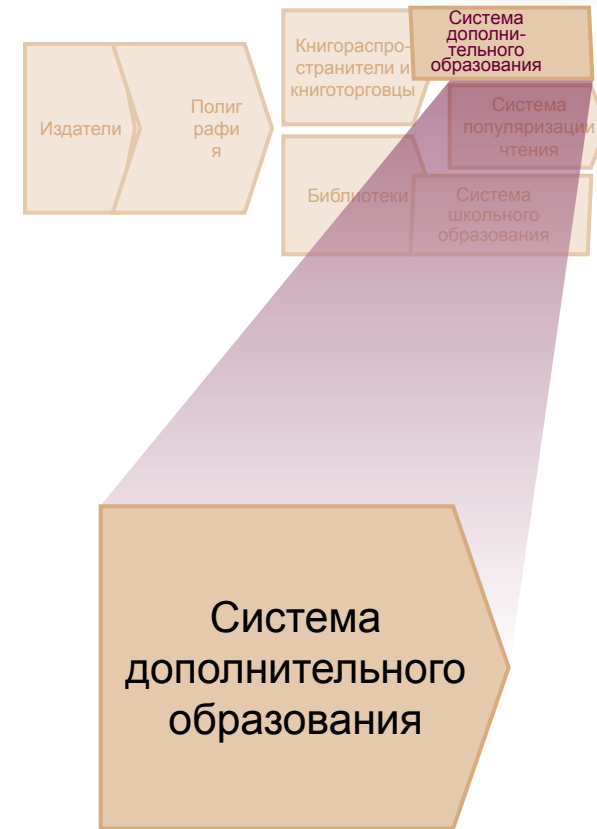 Издатели
Полиг
рафи
я
Книгораспро-
странители и
книготорговцы
Библиотеки
Система
дополни-
тельного
образования
Система
популяризации
чтения
Система
школьного
образования
Система
дополнительного
образования